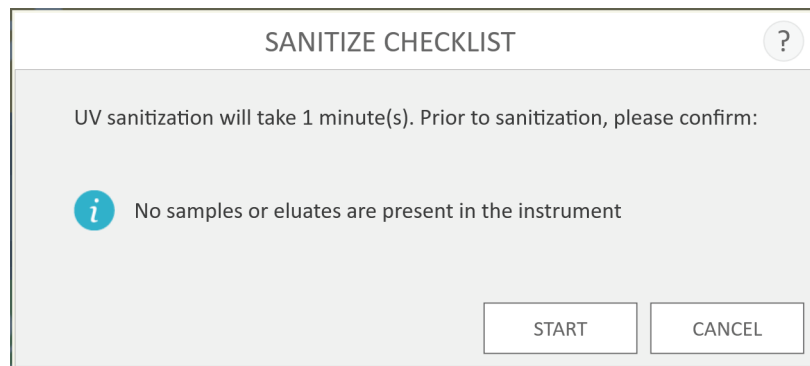 SANITIZE CHECKLIST
?
UV sanitization will take 1 minute(s). Prior to sanitization, please confirm:
i
No samples or eluates are present in the instrument
START
CANCEL